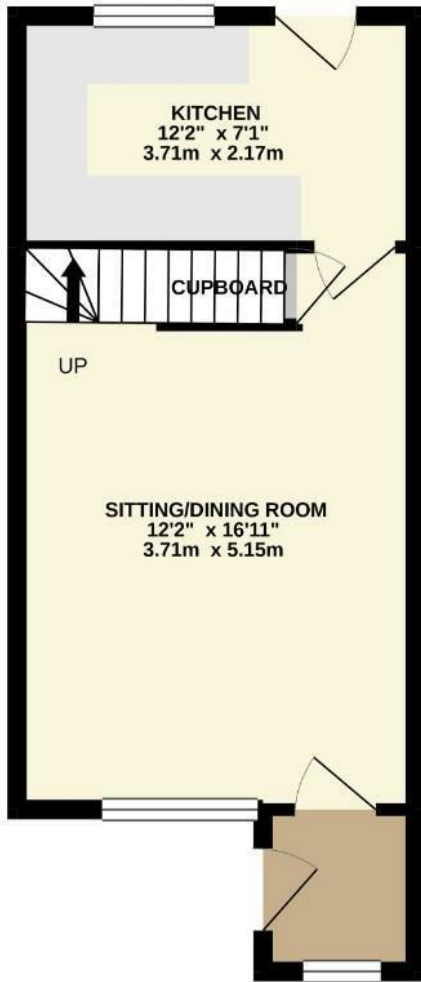 KITCHEN
12'2" x 7'1"
3.71m x 2.17m
CUPBOARD
UP
SITTING/DINING ROOM
12'2" x 16'11"
3.71m x 5.15m